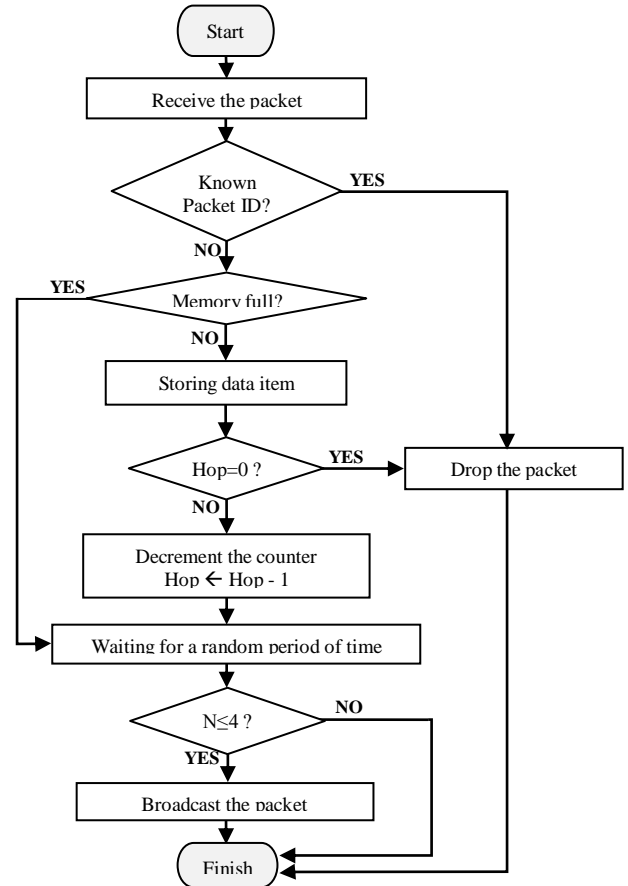 Start
Receive the packet
Known
Packet ID?
YES
NO
YES
Memory full?
NO
Storing data item
Hop=0 ?
YES
Drop the packet
NO
Decrement the counter
Hop ← Hop - 1
Waiting for a random period of time
N≤4 ?
NO
YES
Broadcast the packet
Finish